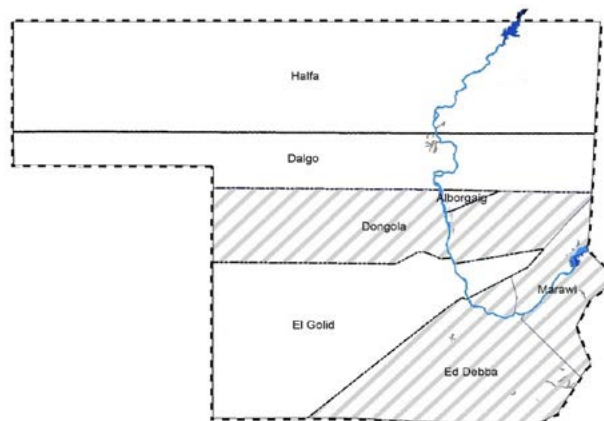 Halfa
Dalgo
Alborgaig
Dongola
Marawi
El Golid
Ed Debba